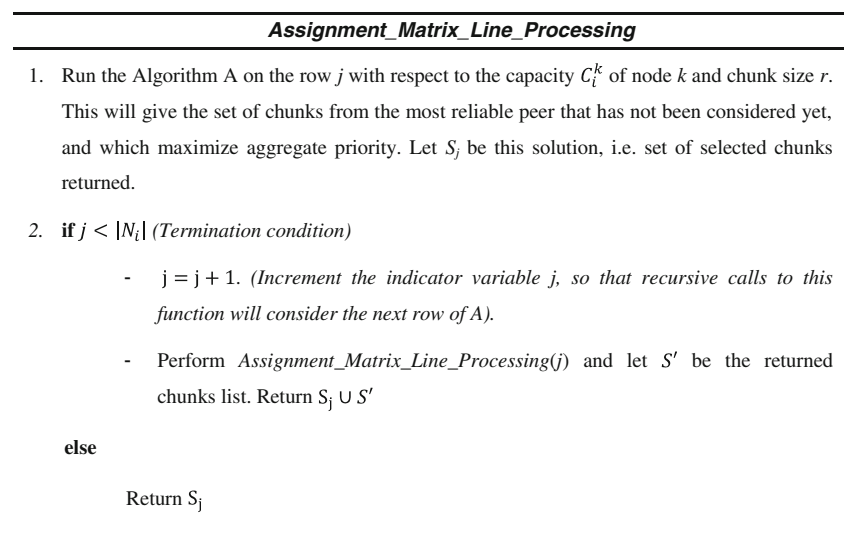 Assignment_Matrix_Line_Processing
1. Run the Algorithm A on the row j with respect to the capacity C_i^k of node k and chunk size r.
This will give the set of chunks from the most reliable peer that has not been considered yet,
and which maximize aggregate priority. Let S_j be this solution, i.e. set of selected chunks
returned.
2. if j < |N_i| (Termination condition)
- j = j + 1. (Increment the indicator variable j, so that recursive calls to this
function will consider the next row of A).
- Perform Assignment_Matrix_Line_Processing(j) and let S′ be the returned
chunks list. Return S_j ∪ S′
else
Return S_j